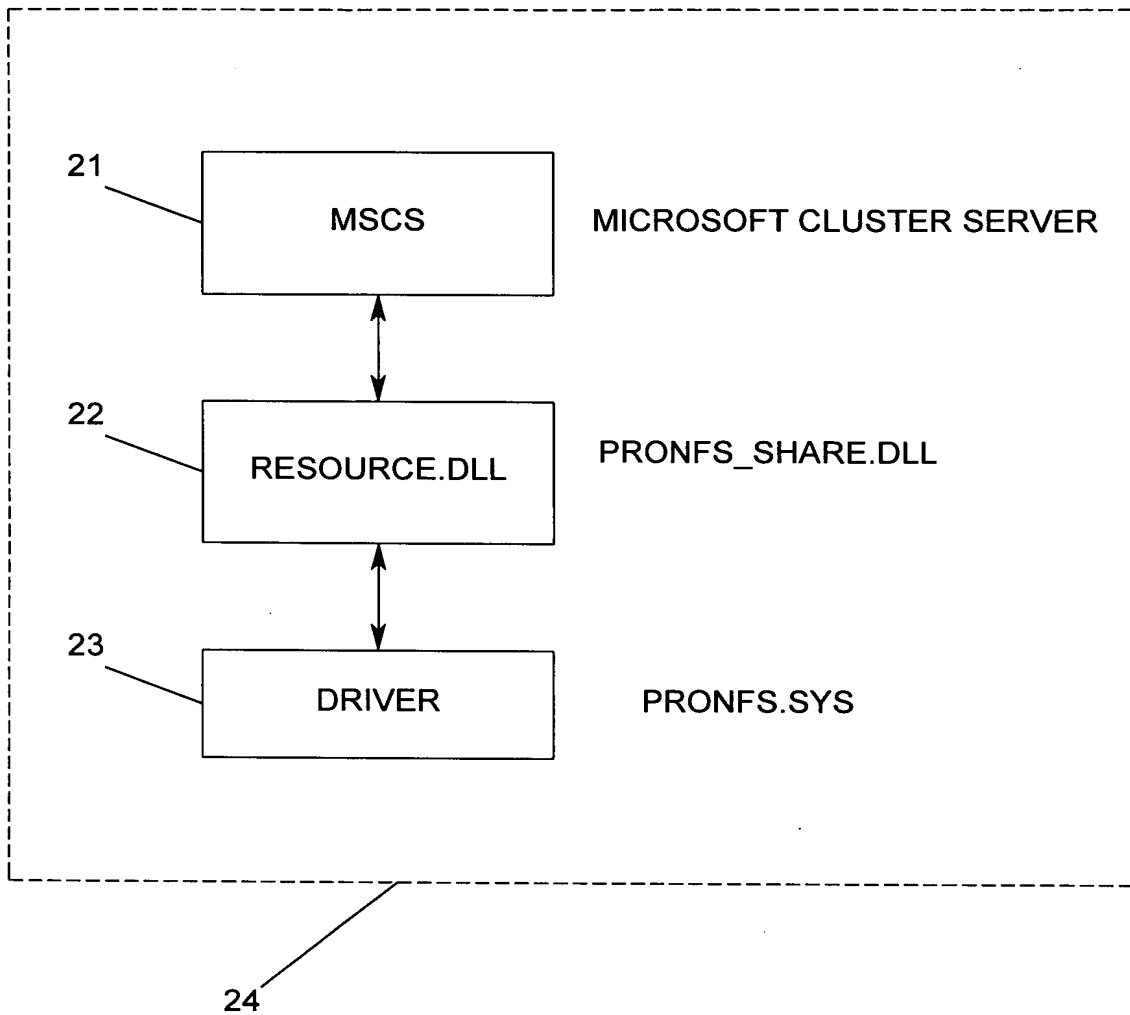 21
MSCS
MICROSOFT CLUSTER SERVER
22
RESOURCE.DLL
PRONFS_SHARE.DLL
23
DRIVER
PRONFS.SYS
24